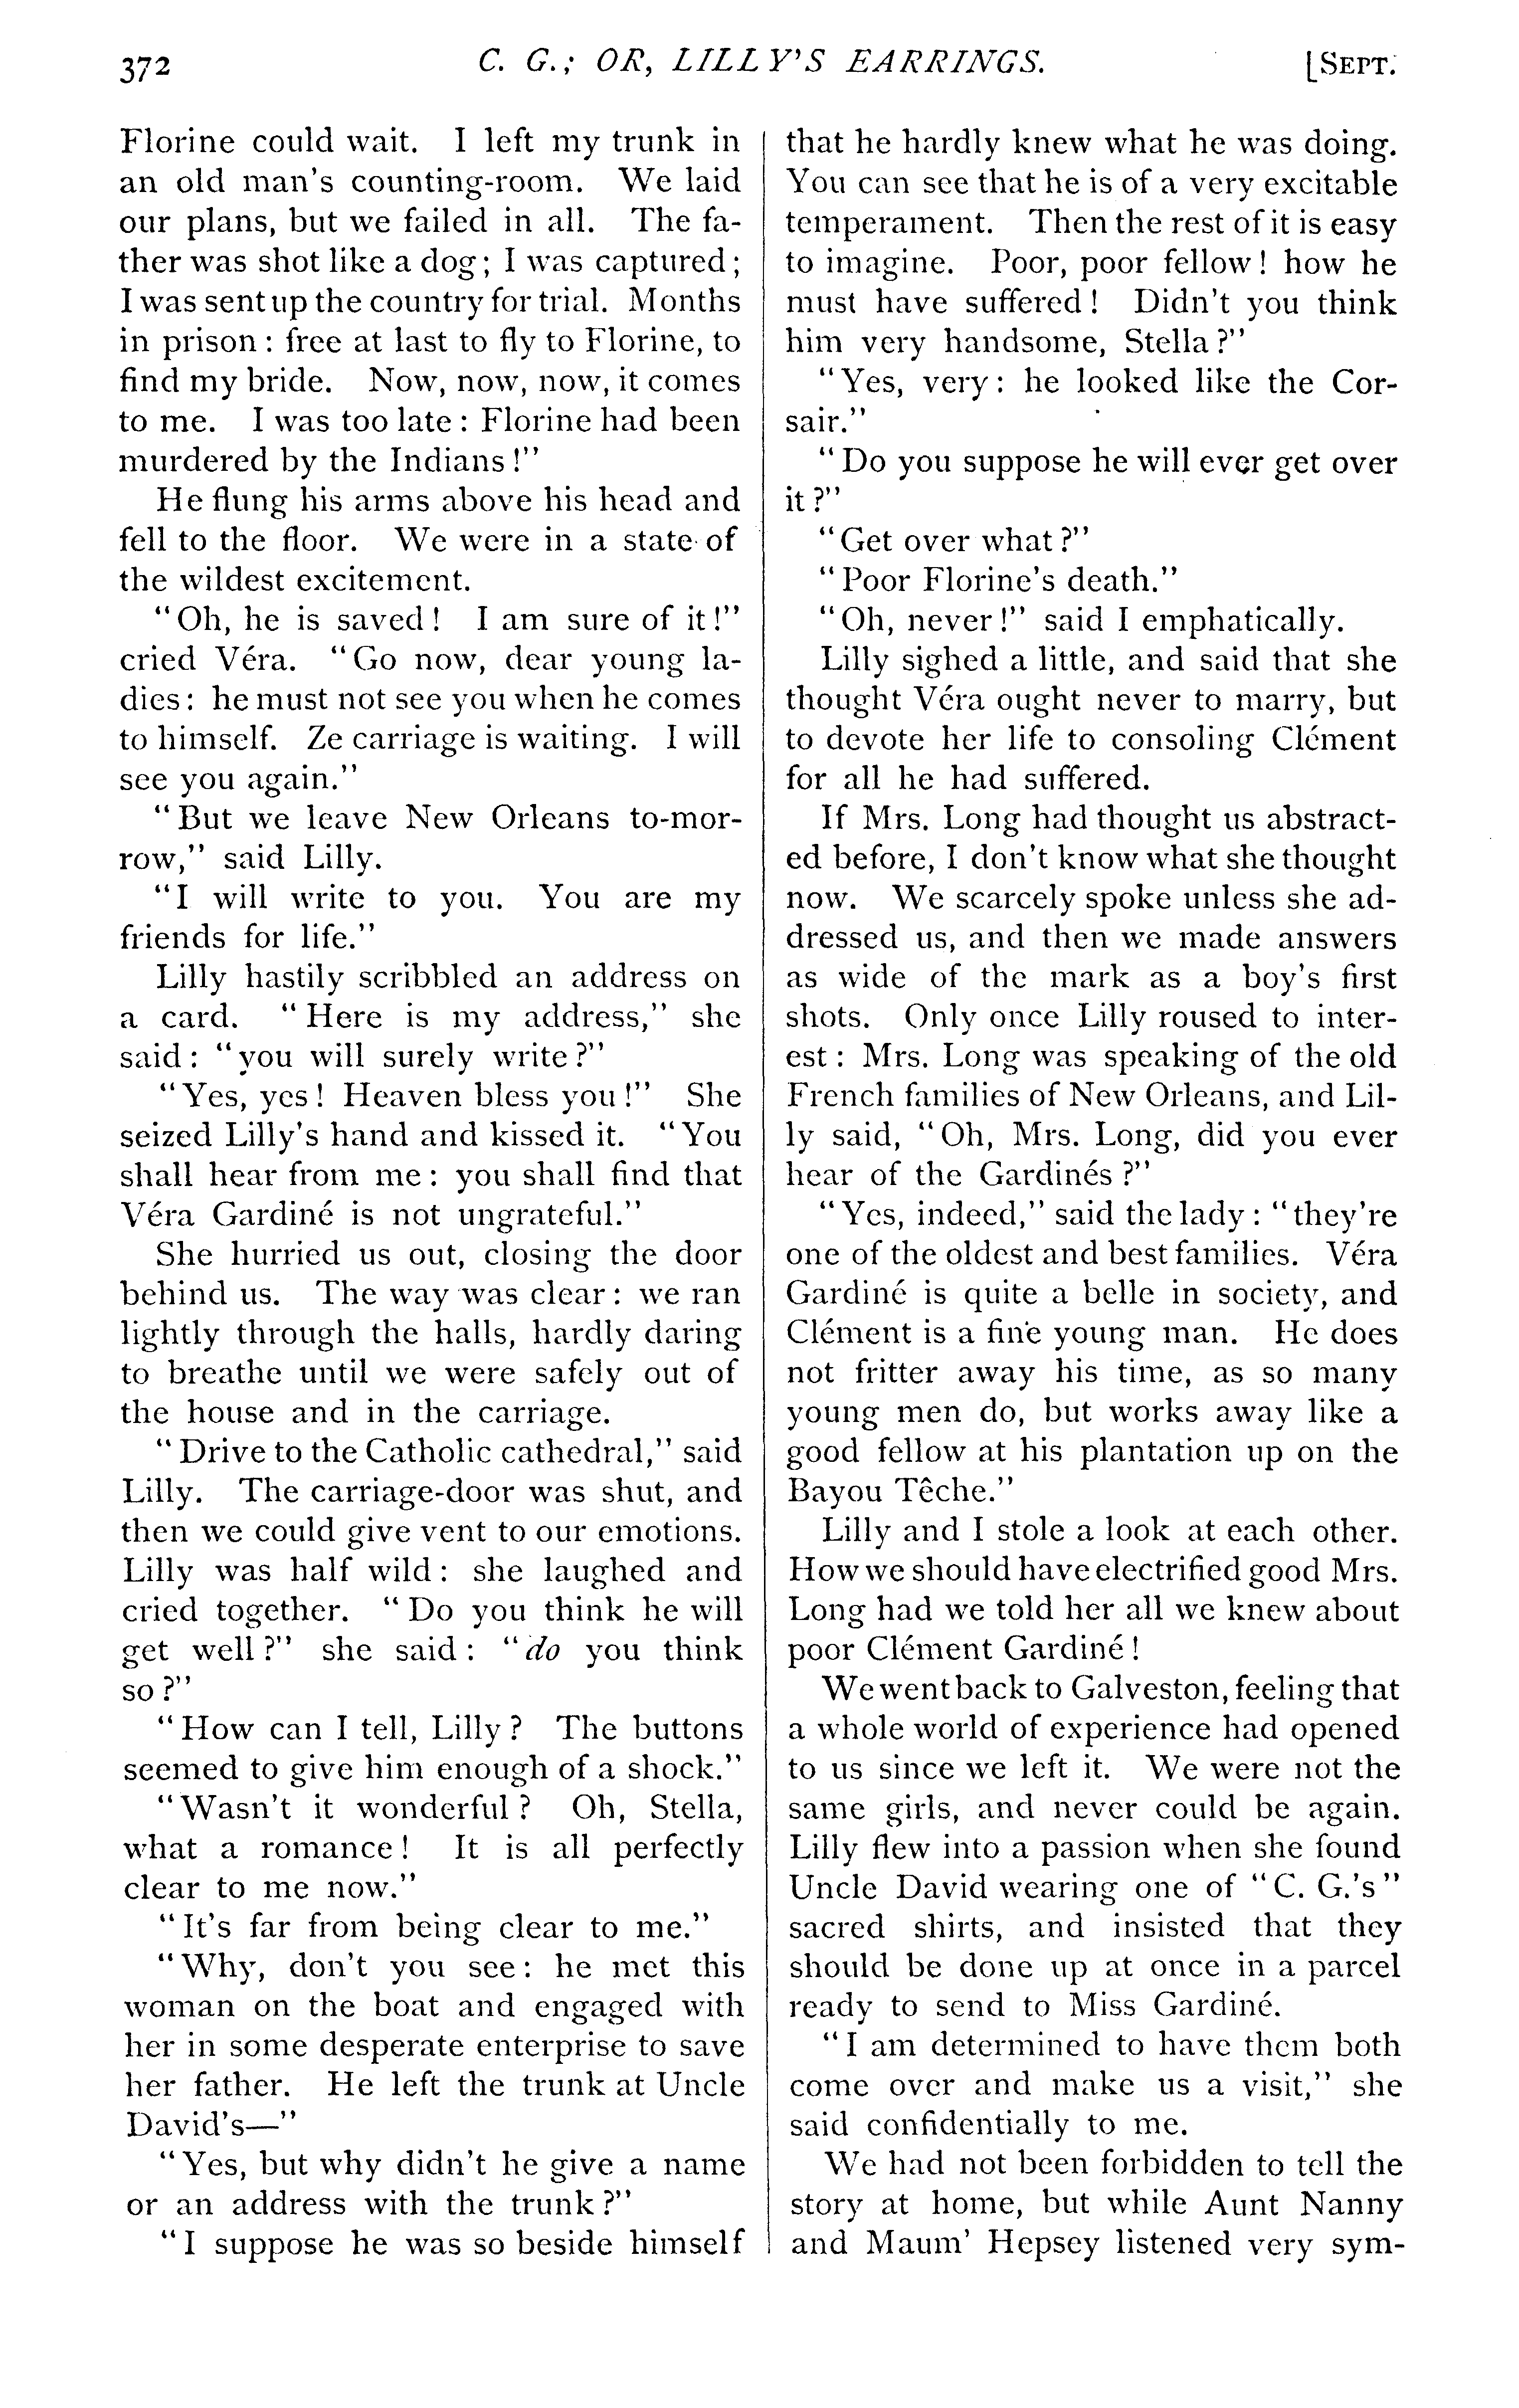 372 C. G.; OR, LILLY'S EARRINGS. [SEPT.
Florine could wait. I left my trunk in
an old man's counting-room. We laid
our plans, but we failed in all. The fa-
ther was shot like a dog; I was captured;
I was sent up the country for trial. Months
in prison: free at last to fly to Florine, to
find my bride. Now, now, now, it comes
to me. I was too late: Florine had been
murdered by the Indians!"
He flung his arms above his head and
fell to the floor. We were in a state of
the wildest excitement.
"Oh, he is saved! I am sure of it!"
cried Véra. "Go now, dear young la-
dies: he must not see you when he comes
to himself. Ze carriage is waiting. I will
see you again."
"But we leave New Orleans to-mor-
row," said Lilly.
"I will write to you. You are my
friends for life."
Lilly hastily scribbled an address on
a card. "Here is my address," she
said: "you will surely write?"
"Yes, yes! Heaven bless you!" She
seized Lilly's hand and kissed it. "You
shall hear from me: you shall find that
Véra Gardiné is not ungrateful."
She hurried us out, closing the door
behind us. The way was clear: we ran
lightly through the halls, hardly daring
to breathe until we were safely out of
the house and in the carriage.
"Drive to the Catholic cathedral," said
Lilly. The carriage-door was shut, and
then we could give vent to our emotions.
Lilly was half wild: she laughed and
cried together. "Do you think he will
get well?" she said: "do you think
so?"
"How can I tell, Lilly? The buttons
seemed to give him enough of a shock."
"Wasn't it wonderful? Oh, Stella,
what a romance! It is all perfectly
clear to me now."
"It's far from being clear to me."
"Why, don't you see: he met this
woman on the boat and engaged with
her in some desperate enterprise to save
her father. He left the trunk at Uncle
David's—"
"Yes, but why didn't he give a name
or an address with the trunk?"
"I suppose he was so beside himself
that he hardly knew what he was doing.
You can see that he is of a very excitable
temperament. Then the rest of it is easy
to imagine. Poor, poor fellow! how he
must have suffered! Didn't you think
him very handsome, Stella?"
"Yes, very: he looked like the Cor-
sair."
"Do you suppose he will ever get over
it?"
"Get over what?"
"Poor Florine's death."
"Oh, never!" said I emphatically.
Lilly sighed a little, and said that she
thought Véra ought never to marry, but
to devote her life to consoling Clément
for all he had suffered.
If Mrs. Long had thought us abstract-
ed before, I don't know what she thought
now. We scarcely spoke unless she ad-
dressed us, and then we made answers
as wide of the mark as a boy's first
shots. Only once Lilly roused to inter-
est: Mrs. Long was speaking of the old
French families of New Orleans, and Lil-
ly said, "Oh, Mrs. Long, did you ever
hear of the Gardinés?"
"Yes, indeed," said the lady: "they're
one of the oldest and best families. Véra
Gardiné is quite a belle in society, and
Clément is a fine young man. He does
not fritter away his time, as so many
young men do, but works away like a
good fellow at his plantation up on the
Bayou Têche."
Lilly and I stole a look at each other.
How we should have electrified good Mrs.
Long had we told her all we knew about
poor Clément Gardiné!
We went back to Galveston, feeling that
a whole world of experience had opened
to us since we left it. We were not the
same girls, and never could be again.
Lilly flew into a passion when she found
Uncle David wearing one of "C. G.'s"
sacred shirts, and insisted that they
should be done up at once in a parcel
ready to send to Miss Gardiné.
"I am determined to have them both
come over and make us a visit," she
said confidentially to me.
We had not been forbidden to tell the
story at home, but while Aunt Nanny
and Maum' Hepsey listened very sym-